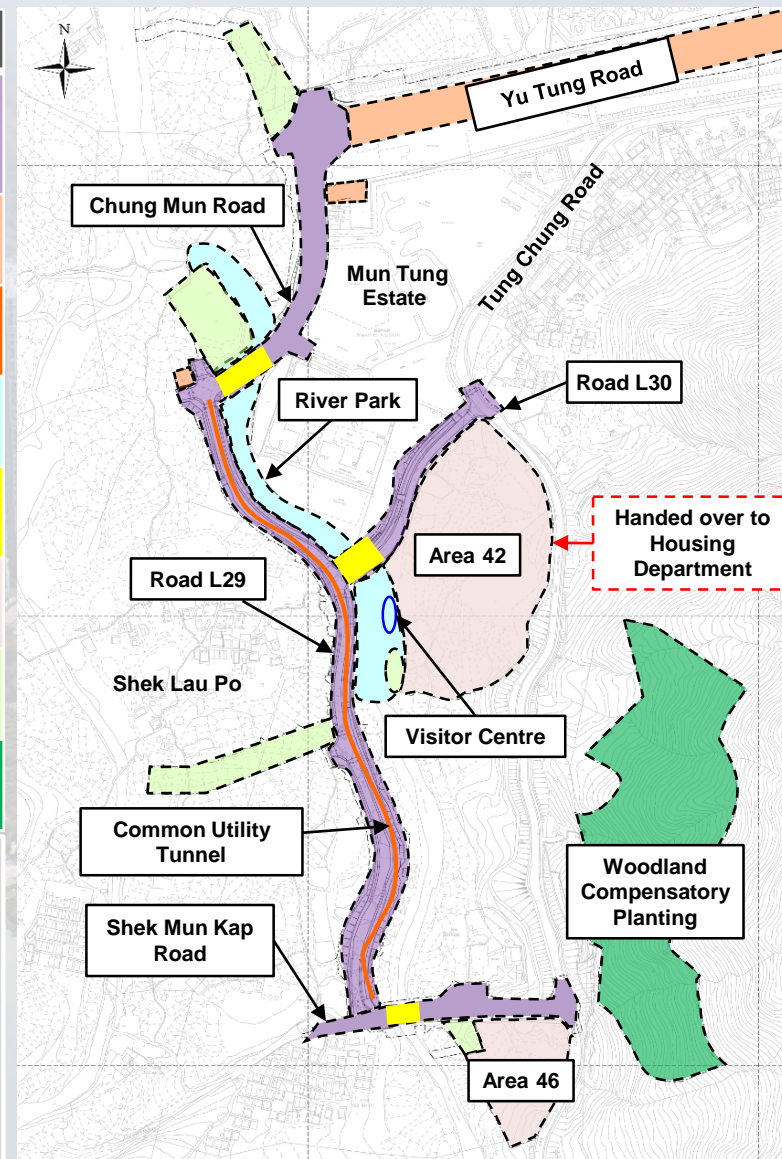 N
Yu Tung Road
Chung Mun Road
Tung Chung Road
Mun Tung
Estate
River Park
Road L30
Handed over to
Housing
Department
Area 42
Road L29
Shek Lau Po
Visitor Centre
Common Utility
Tunnel
Woodland
Compensatory
Planting
Shek Mun Kap
Road
Area 46